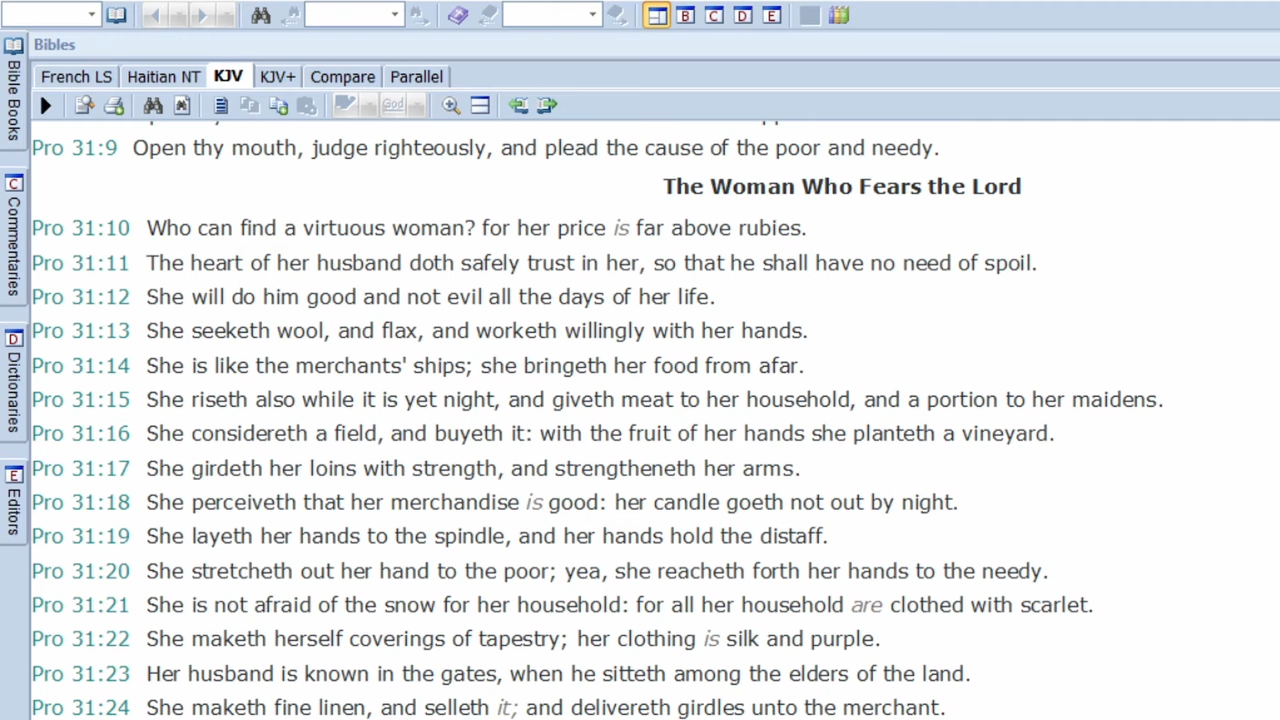 B C D E
Bibles
French LS Haitian NT KJV KJV+ Compare Parallel
God
Bible Books
C Commentaries
D Dictionaries
E Editors
Pro 31:9 Open thy mouth, judge righteously, and plead the cause of the poor and needy.
The Woman Who Fears the Lord
Pro 31:10 Who can find a virtuous woman? for her price is far above rubies.
Pro 31:11 The heart of her husband doth safely trust in her, so that he shall have no need of spoil.
Pro 31:12 She will do him good and not evil all the days of her life.
Pro 31:13 She seeketh wool, and flax, and worketh willingly with her hands.
Pro 31:14 She is like the merchants' ships; she bringeth her food from afar.
Pro 31:15 She riseth also while it is yet night, and giveth meat to her household, and a portion to her maidens.
Pro 31:16 She considereth a field, and buyeth it: with the fruit of her hands she planteth a vineyard.
Pro 31:17 She girdeth her loins with strength, and strengtheneth her arms.
Pro 31:18 She perceiveth that her merchandise is good: her candle goeth not out by night.
Pro 31:19 She layeth her hands to the spindle, and her hands hold the distaff.
Pro 31:20 She stretcheth out her hand to the poor; yea, she reacheth forth her hands to the needy.
Pro 31:21 She is not afraid of the snow for her household: for all her household are clothed with scarlet.
Pro 31:22 She maketh herself coverings of tapestry; her clothing is silk and purple.
Pro 31:23 Her husband is known in the gates, when he sitteth among the elders of the land.
Pro 31:24 She maketh fine linen, and selleth it; and delivereth girdles unto the merchant.